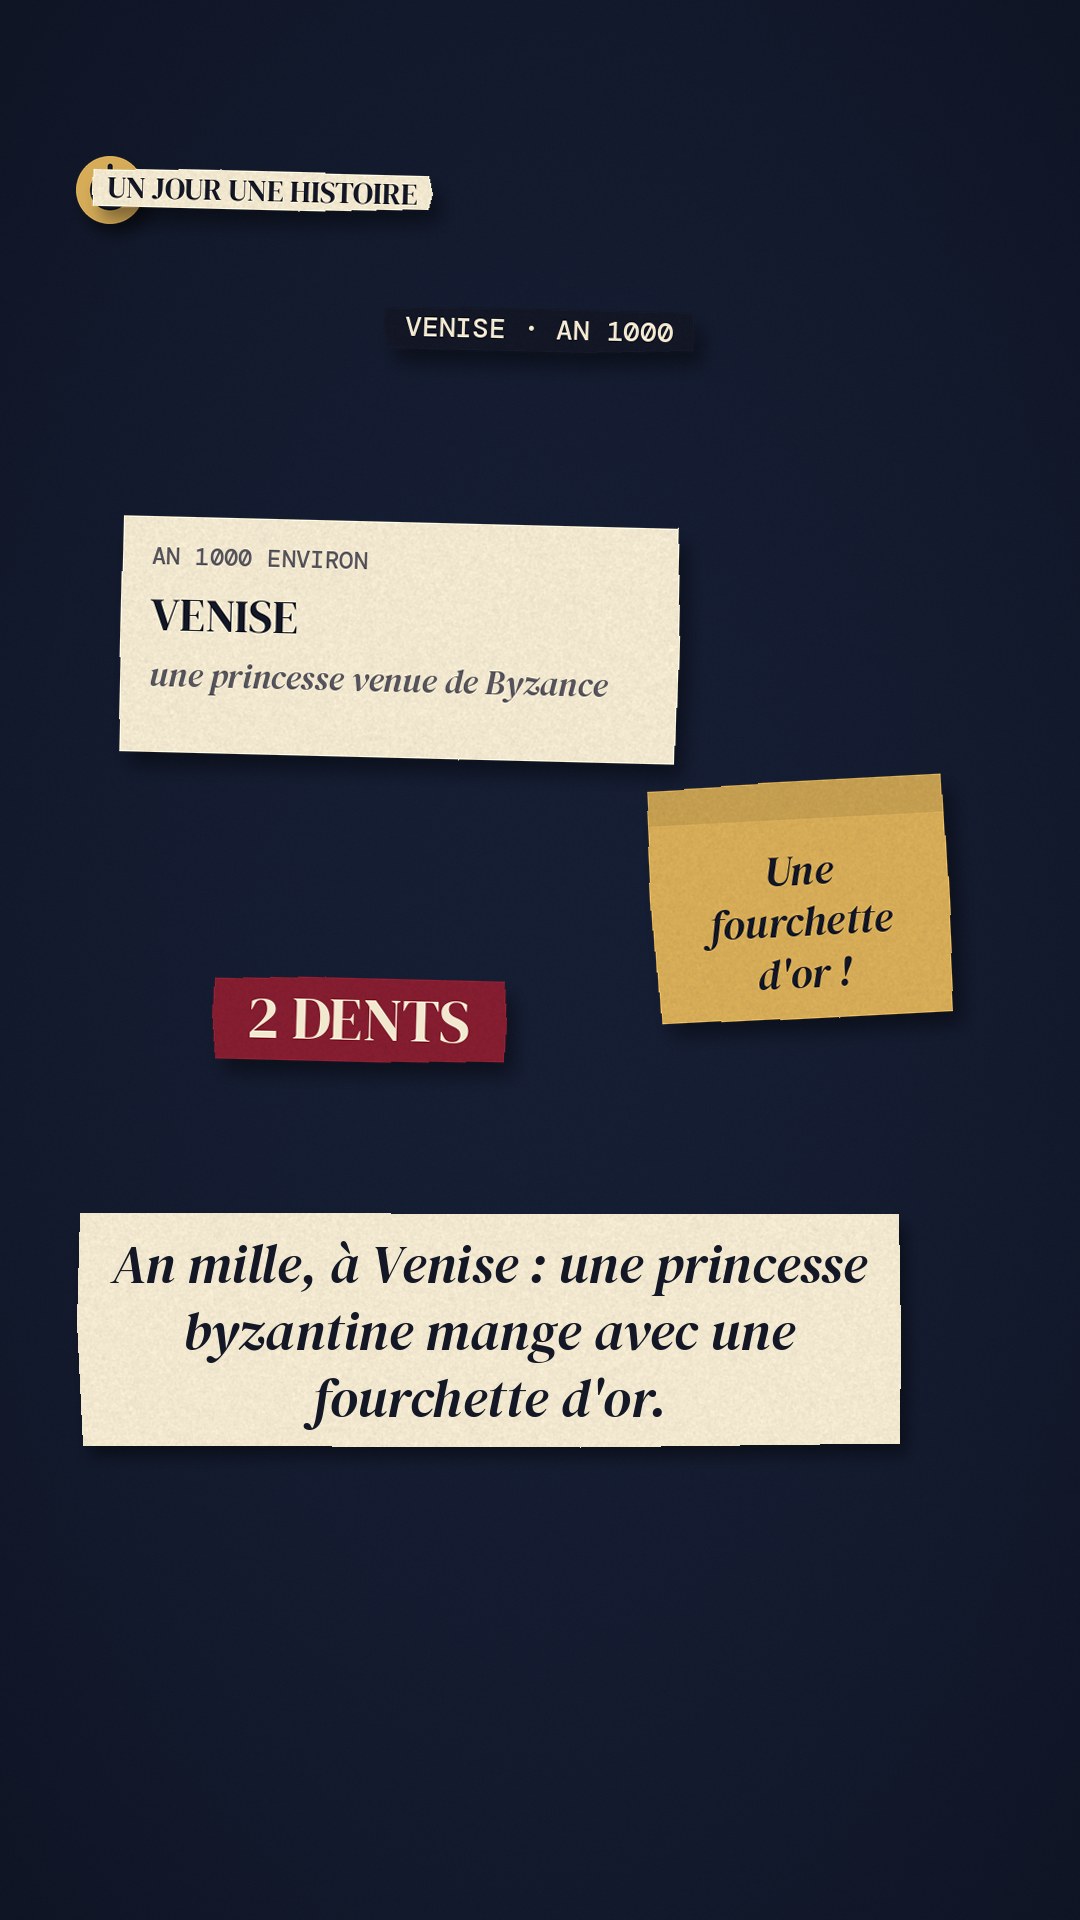 UN JOUR UNE HISTOIRE
VENISE · AN 1000
AN 1000 ENVIRON
VENISE
une princesse venue de Byzance
Une
fourchette
d'or !
2 DENTS
An mille, à Venise : une princesse
byzantine mange avec une
fourchette d'or.